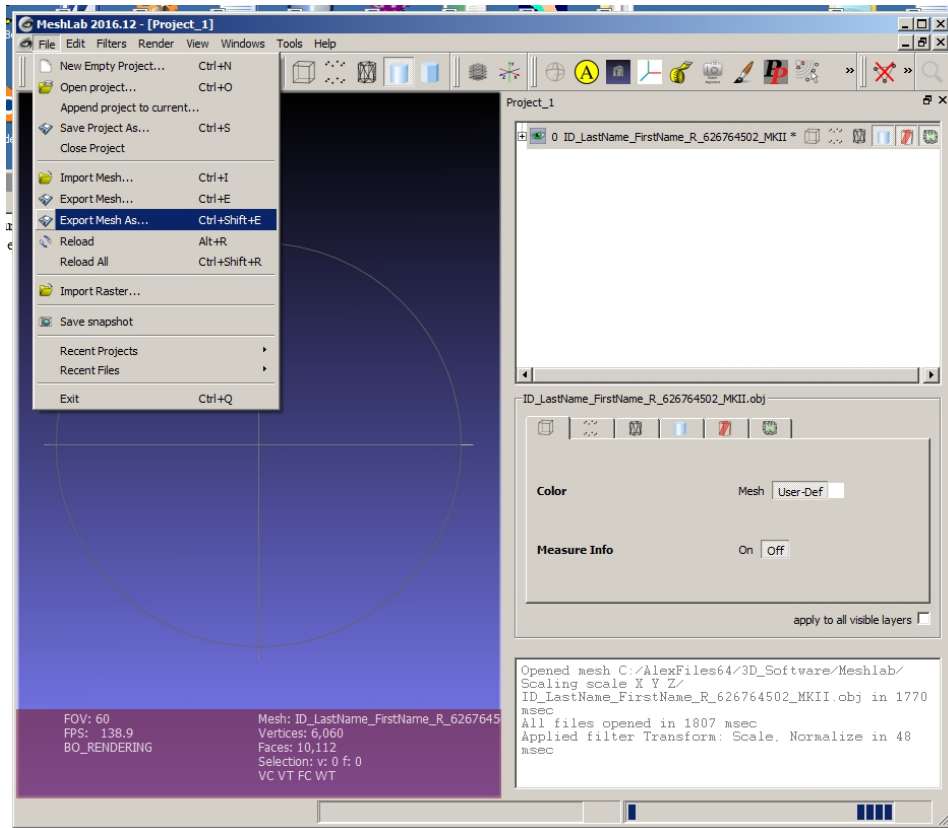 MeshLab 2016.12 - [Project_1]
File Edit Filters Render View Windows Tools Help
New Empty Project... Ctrl+N
Open project... Ctrl+O
Append project to current...
Save Project As... Ctrl+S
Close Project
Import Mesh... Ctrl+I
Export Mesh... Ctrl+E
Export Mesh As... Ctrl+Shift+E
Reload Alt+R
Reload All Ctrl+Shift+R
Import Raster...
Save snapshot
Recent Projects
Recent Files
Exit Ctrl+Q
A
Pp
» »
Project_1
0 ID_LastName_FirstName_R_626764502_MKII *
ID_LastName_FirstName_R_626764502_MKII.obj
Color Mesh User-Def
Measure Info On Off
apply to all visible layers
Opened mesh C:/AlexFiles64/3D_Software/Meshlab/
Scaling scale X Y Z/
ID_LastName_FirstName_R_626764502_MKII.obj in 1770
msec
All files opened in 1807 msec
Applied filter Transform: Scale, Normalize in 48
msec
FOV: 60
FPS: 138.9
BO_RENDERING
Mesh: ID_LastName_FirstName_R_6267645
Vertices: 6,060
Faces: 10,112
Selection: v: 0 f: 0
VC VT FC WT